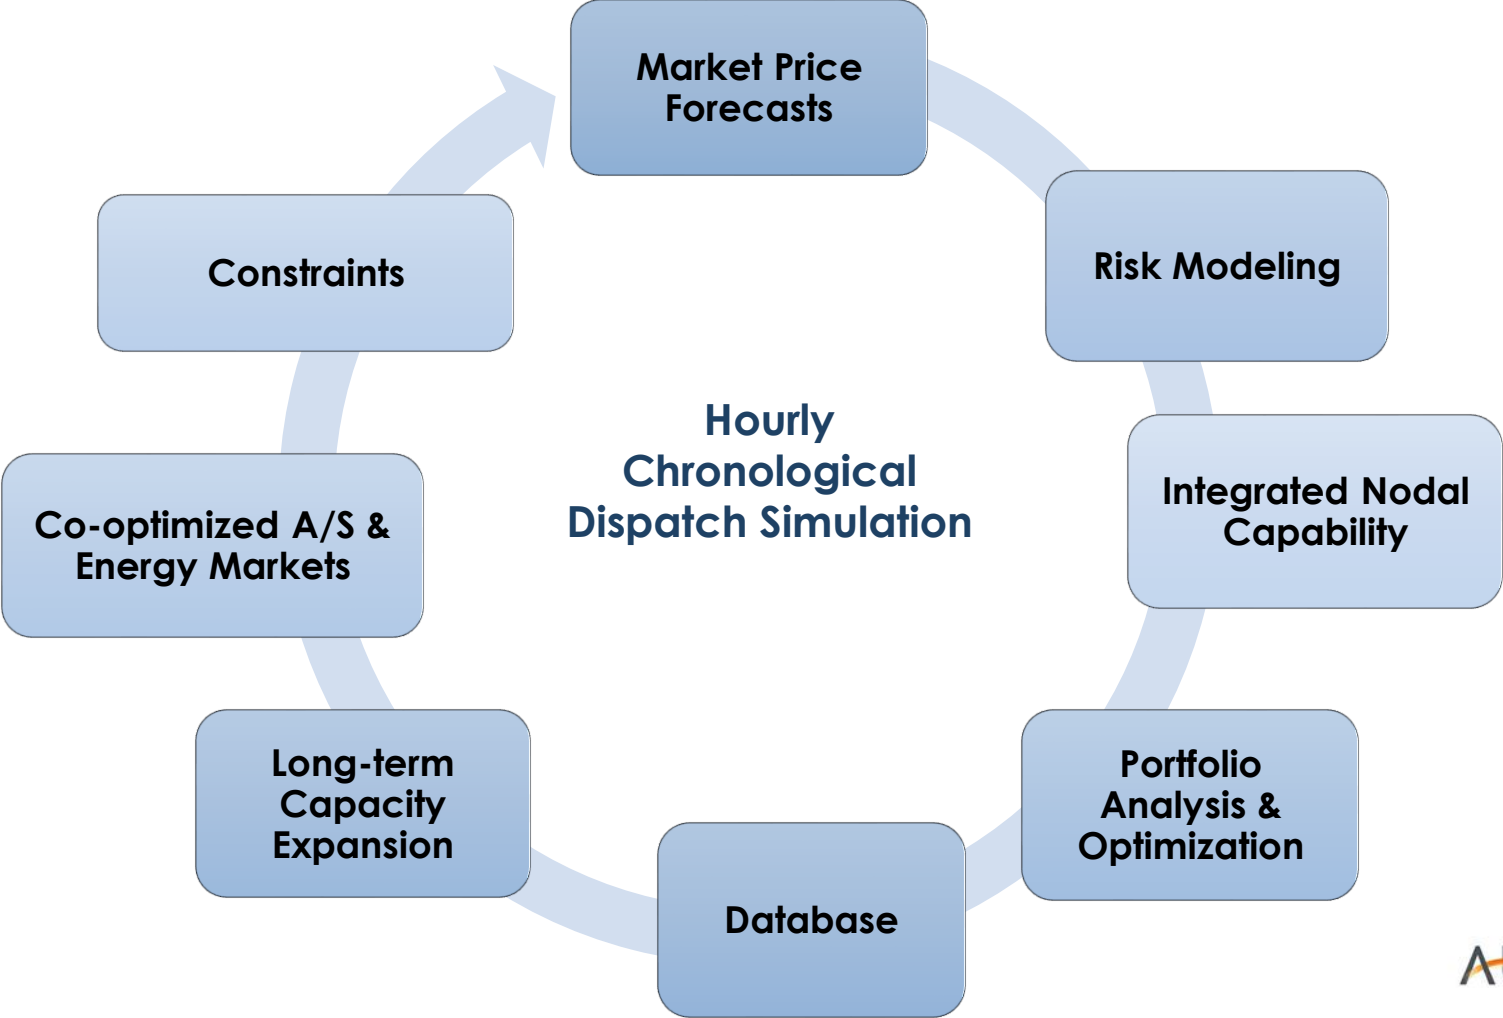 Market Price
Forecasts
Risk Modeling
Integrated Nodal
Capability
Portfolio
Analysis &
Optimization
Database
Long-term
Capacity
Expansion
Co-optimized A/S &
Energy Markets
Constraints
Hourly
Chronological
Dispatch Simulation